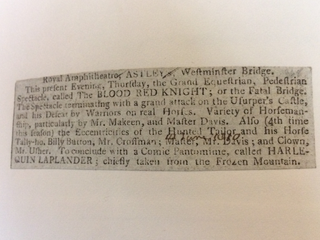 Royal Amphitheatre, ASTLEY's, Westminster Bridge.
This present Evening, Thursday, the Grand Equestrian, Pedestrian
Spectacle, called The BLOOD RED KNIGHT; or the Fatal Bridge.
The Spectacle terminating with a grand attack on the Usurper's Castle,
and his Defeat by Warriors on real Horses. Variety of Horseman-
ship, particularly by Mr. Makeen, and Master Davis. Also (4th time
this season) the Eccentricities of the Hunted Tailor and his Horse
Tally-ho, Billy Button, Mr. Crossman; Master, Mr. Davis; and Clown,
Mr. Usher. To conclude with a Comic Pantomime, called HARLE-
QUIN LAPLANDER; chiefly taken from the Frozen Mountain.